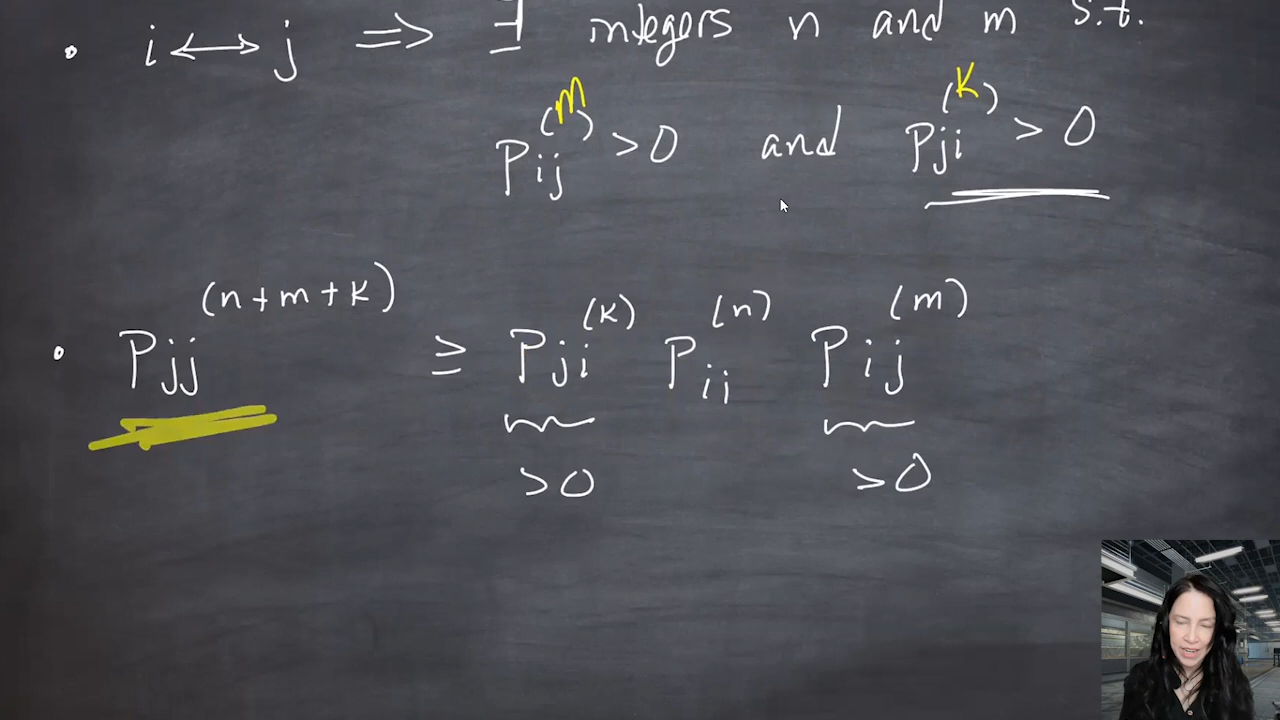 • i ⟷ j ⟹ ∃ integers n and m s.t.
P_ij^(m) > 0 and P_ji^(k) > 0
• P_jj^(n+m+k) ≥ P_ji^(k) P_ii^(n) P_ij^(m)
>0 >0